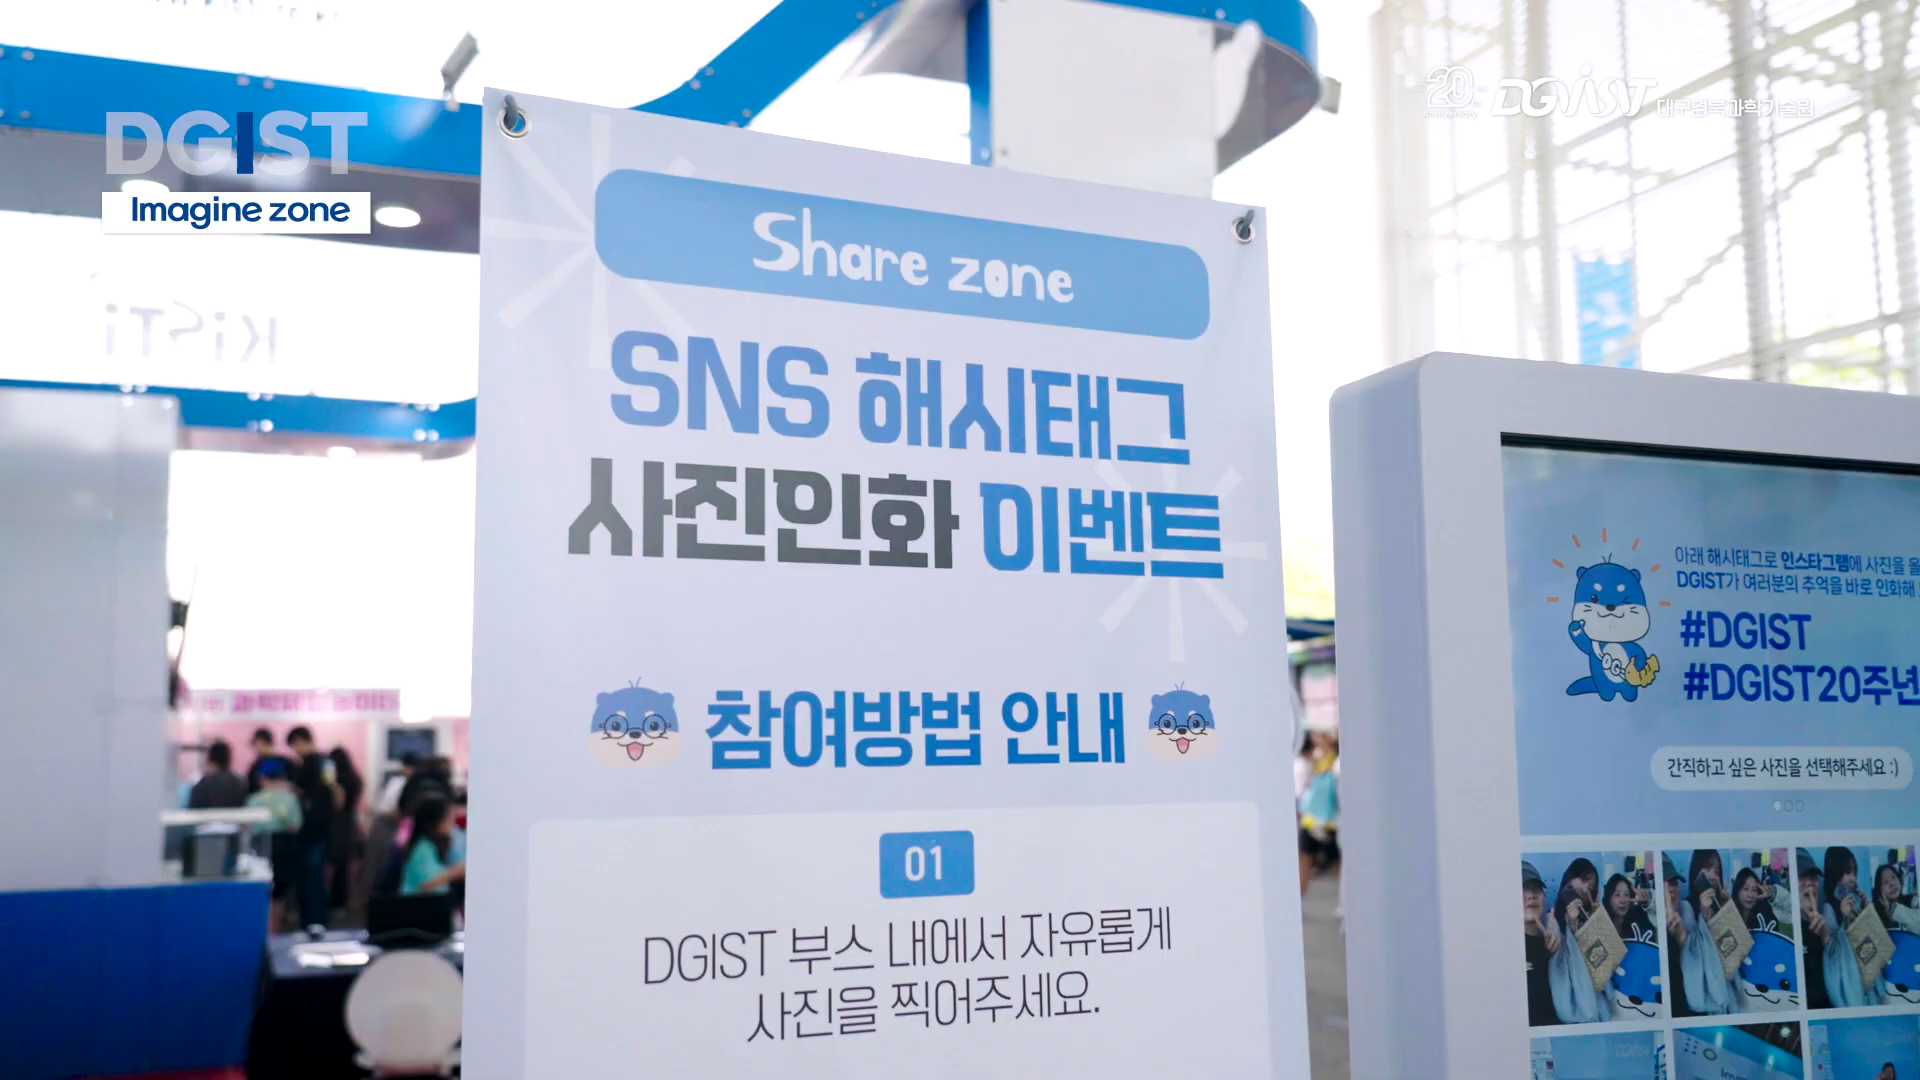 DGIST
Imagine zone
20
Anniversary
DGIST 대구경북과학기술원
KiSTi
Share zone
SNS 해시태그
사진인화 이벤트
참여방법 안내
01
DGIST 부스 내에서 자유롭게
사진을 찍어주세요.
아래 해시태그로 인스타그램에 사진을 올
DGIST가 여러분의 추억을 바로 인화해
#DGIST
#DGIST20주년
간직하고 싶은 사진을 선택해주세요 :)